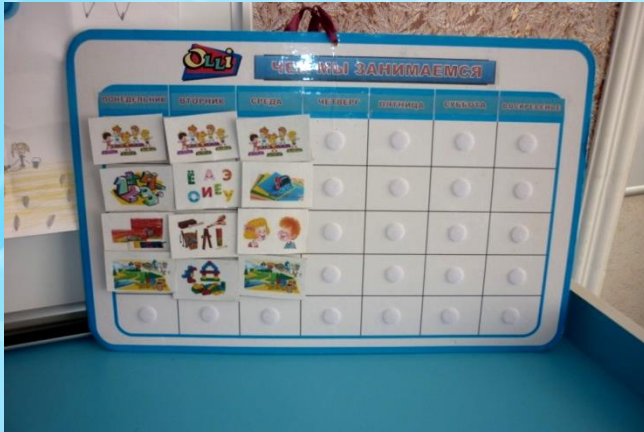 OLLI
ЧЕМ МЫ ЗАНИМАЕМСЯ
ПОНЕДЕЛЬНИК ВТОРНИК СРЕДА ЧЕТВЕРГ ПЯТНИЦА СУББОТА ВОСКРЕСЕНЬЕ
Е А Э
О И Е У